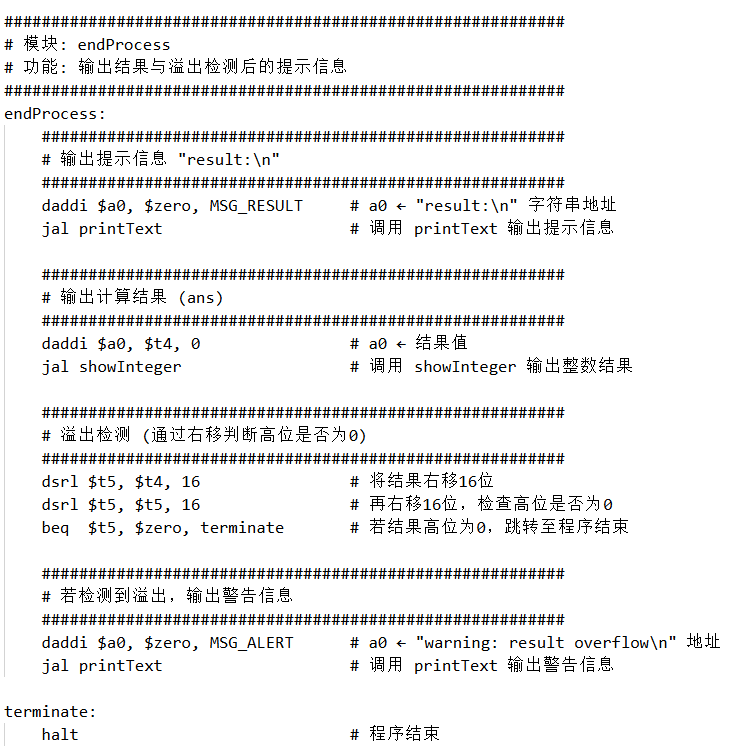 ############################################################
# 模块: endProcess
# 功能: 输出结果与溢出检测后的提示信息
############################################################
endProcess:
    ########################################################
    # 输出提示信息 "result:\n"
    ########################################################
    daddi $a0, $zero, MSG_RESULT     # a0 ← "result:\n" 字符串地址
    jal printText                    # 调用 printText 输出提示信息

    ########################################################
    # 输出计算结果 (ans)
    ########################################################
    daddi $a0, $t4, 0                # a0 ← 结果值
    jal showInteger                  # 调用 showInteger 输出整数结果

    ########################################################
    # 溢出检测 (通过右移判断高位是否为0)
    ########################################################
    dsrl $t5, $t4, 16                # 将结果右移16位
    dsrl $t5, $t5, 16                # 再右移16位，检查高位是否为0
    beq  $t5, $zero, terminate       # 若结果高位为0，跳转至程序结束

    ########################################################
    # 若检测到溢出，输出警告信息
    ########################################################
    daddi $a0, $zero, MSG_ALERT      # a0 ← "warning: result overflow\n" 地址
    jal printText                    # 调用 printText 输出警告信息

terminate:
    halt                             # 程序结束